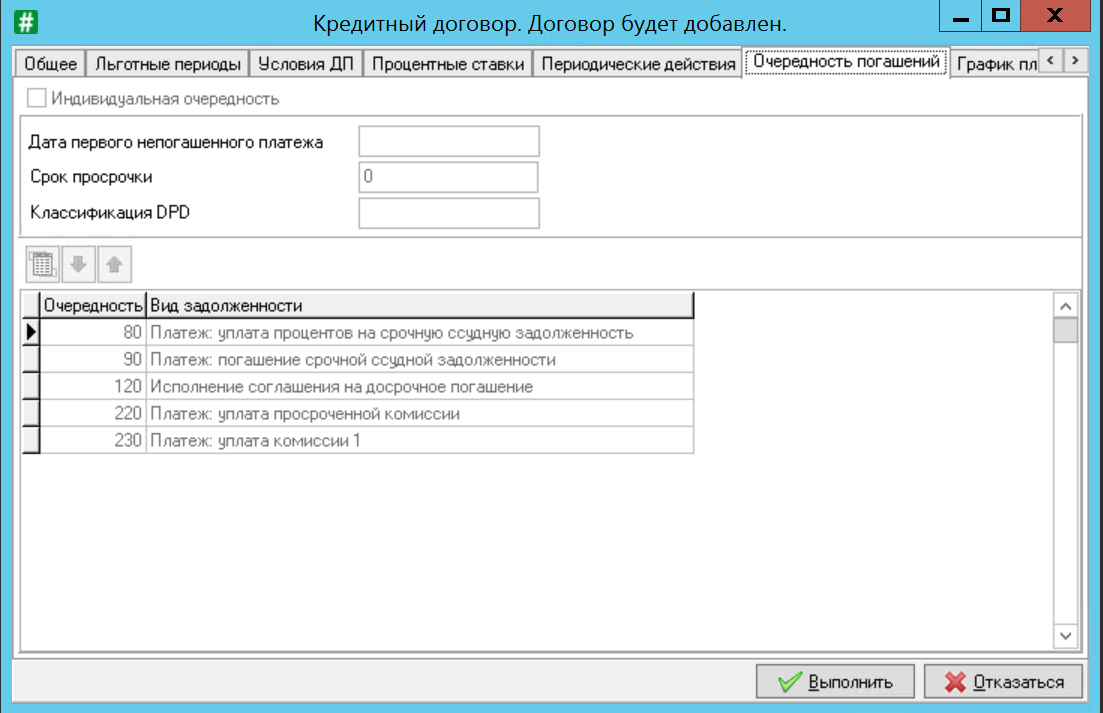 Кредитный договор. Договор будет добавлен.
Общее Льготные периоды Условия ДП Процентные ставки Периодические действия Очередность погашений График пл
Индивидуальная очередность
Дата первого непогашенного платежа
Срок просрочки 0
Классификация DPD
Очередность Вид задолженности
80 Платеж: уплата процентов на срочную ссудную задолженность
90 Платеж: погашение срочной ссудной задолженности
120 Исполнение соглашения на досрочное погашение
220 Платеж: уплата просроченной комиссии
230 Платеж: уплата комиссии 1
Выполнить Отказаться